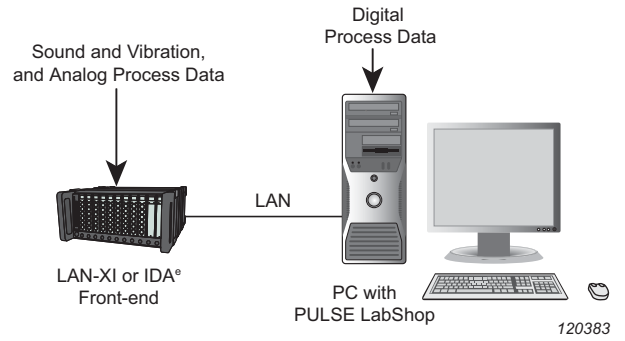 Digital
Process Data
Sound and Vibration,
and Analog Process Data
LAN
LAN-XI or IDAᵉ
Front-end
PC with
PULSE LabShop
120383